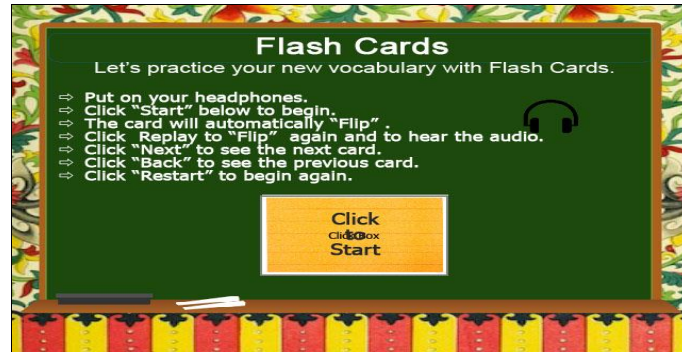 Flash Cards
Let's practice your new vocabulary with Flash Cards.
⇨ Put on your headphones.
⇨ Click "Start" below to begin.
⇨ The card will automatically "Flip" .
⇨ Click Replay to "Flip" again and to hear the audio.
⇨ Click "Next" to see the next card.
⇨ Click "Back" to see the previous card.
⇨ Click "Restart" to begin again.
Click
to
Click Box
Start